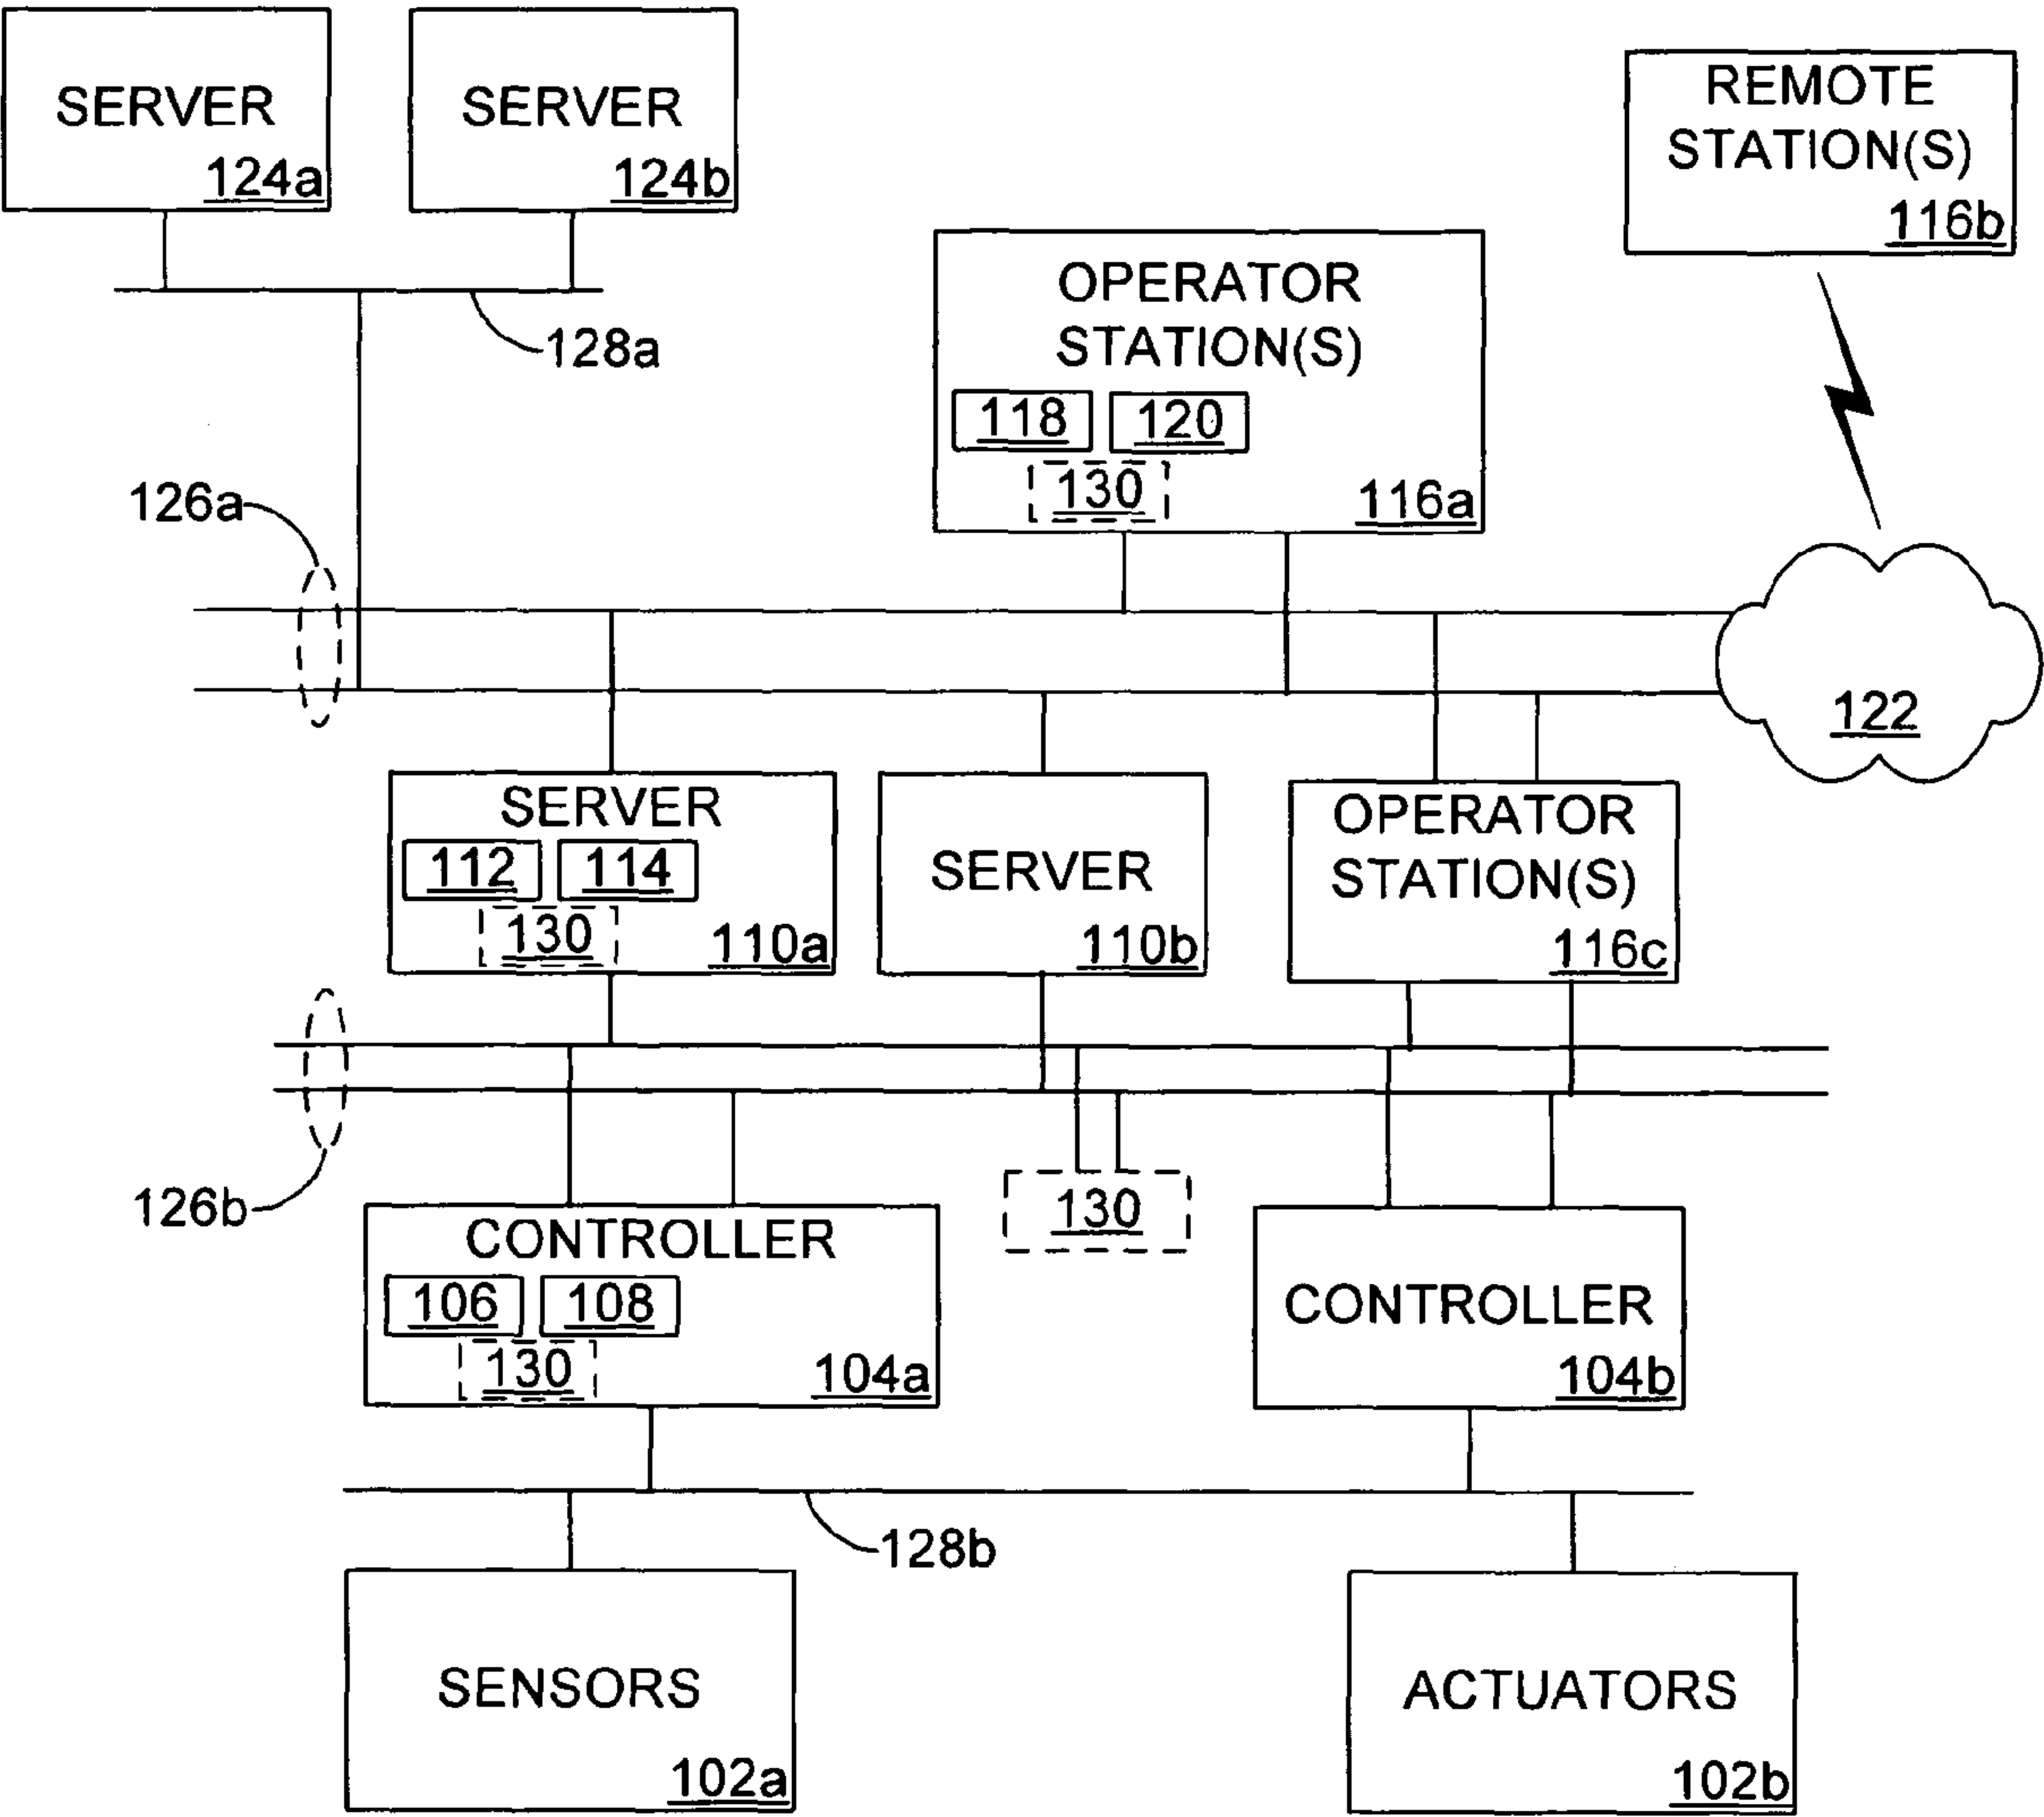 SERVER
124a
SERVER
124b
REMOTE
STATION(S)
116b
128a
OPERATOR
STATION(S)
118
120
130
116a
126a
122
SERVER
112
114
130
110a
SERVER
110b
OPERATOR
STATION(S)
116c
126b
CONTROLLER
106
108
130
104a
130
CONTROLLER
104b
128b
SENSORS
102a
ACTUATORS
102b